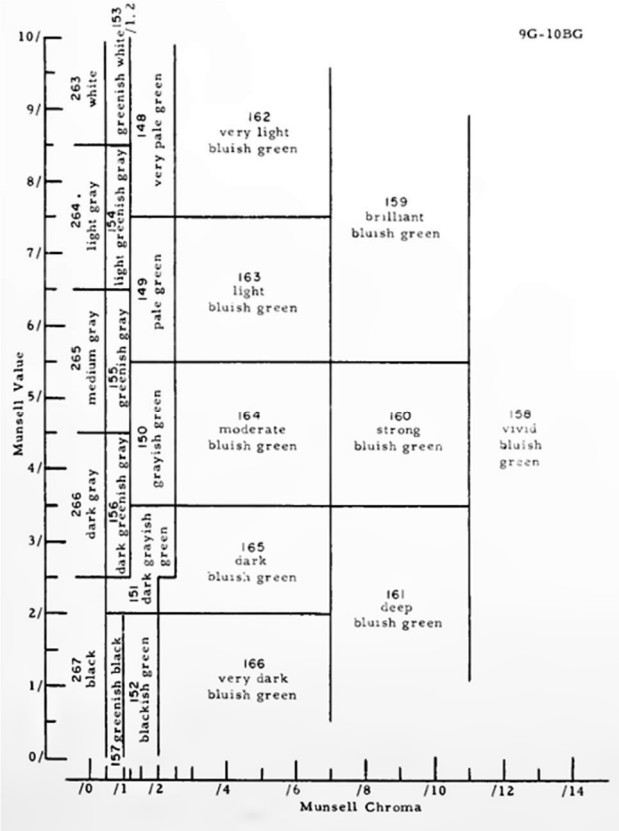 9G-10BG
153
/1.2
10/
9/
8/
7/
6/
5/
4/
3/
2/
1/
0/
Munsell Value
263
white
264.
light gray
265
medium gray
266
dark gray
267
black
greenish white
154
light greenish gray
155
greenish gray
156
dark greenish gray
157 greenish black
148
very pale green
149
pale green
150
grayish green
151
dark grayish
green
152
blackish green
162
very light
bluish green
163
light
bluish green
164
moderate
bluish green
165
dark
bluish green
166
very dark
bluish green
159
brilliant
bluish green
160
strong
bluish green
161
deep
bluish green
158
vivid
bluish
green
/0
/1
/2
/4
/6
/8
/10
/12
/14
Munsell Chroma